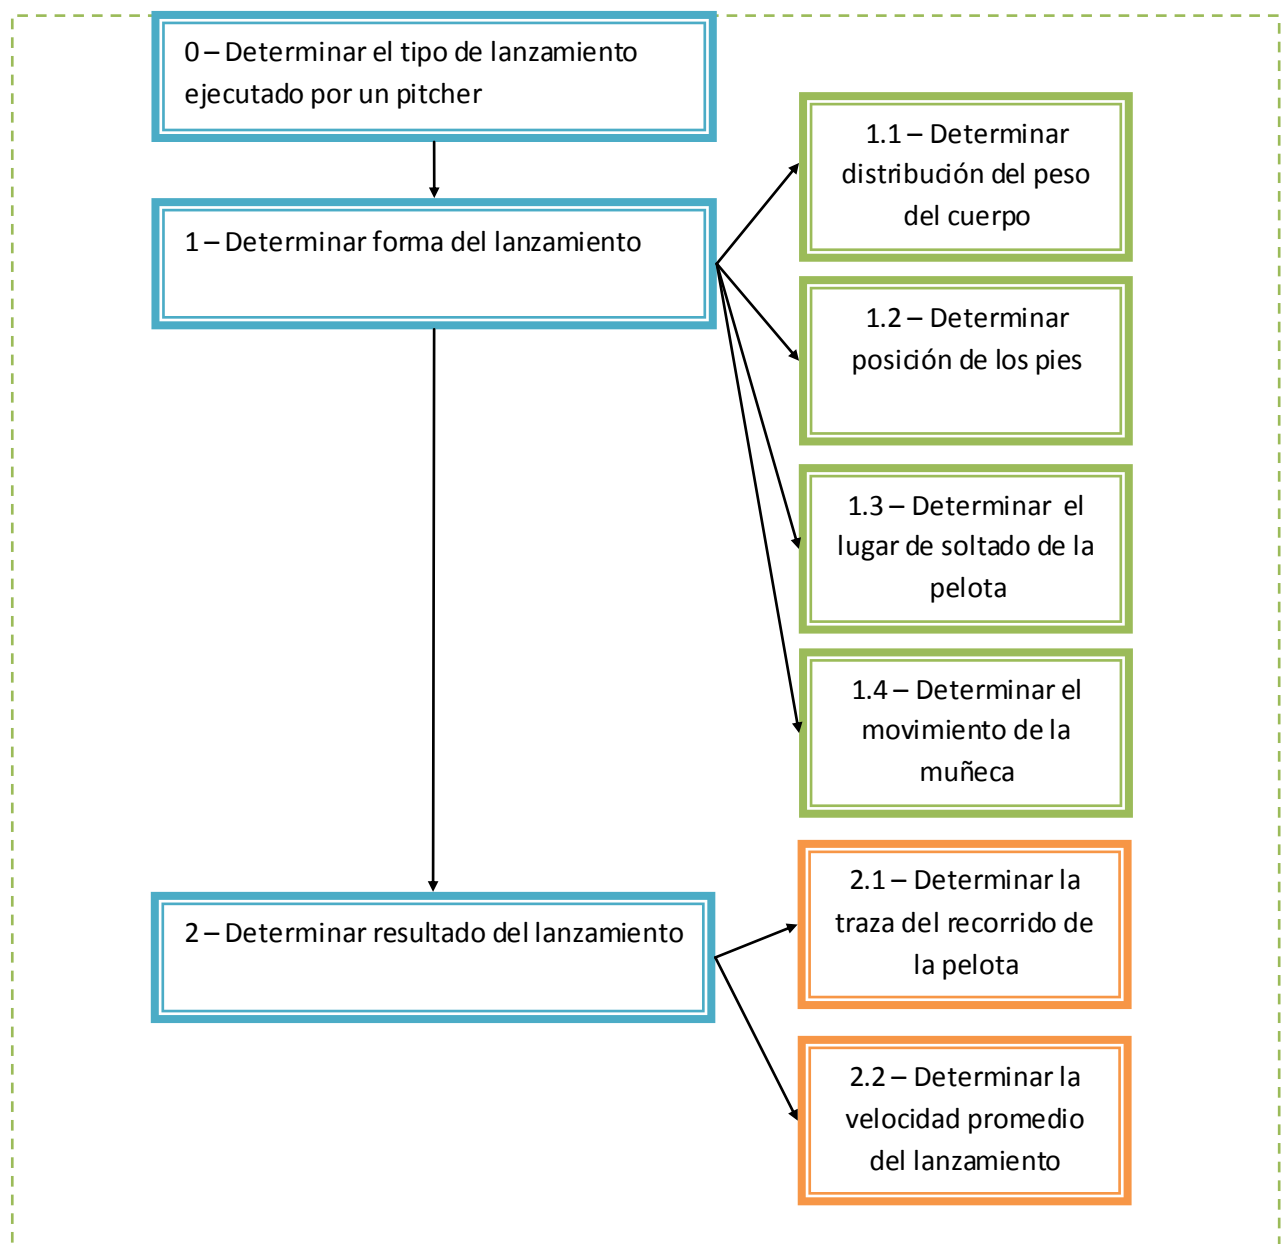 0 – Determinar el tipo de lanzamiento
ejecutado por un pitcher
1 – Determinar forma del lanzamiento
1.1 – Determinar
distribución del peso
del cuerpo
1.2 – Determinar
posición de los pies
1.3 – Determinar el
lugar de soltado de la
pelota
1.4 – Determinar el
movimiento de la
muñeca
2 – Determinar resultado del lanzamiento
2.1 – Determinar la
traza del recorrido de
la pelota
2.2 – Determinar la
velocidad promedio
del lanzamiento